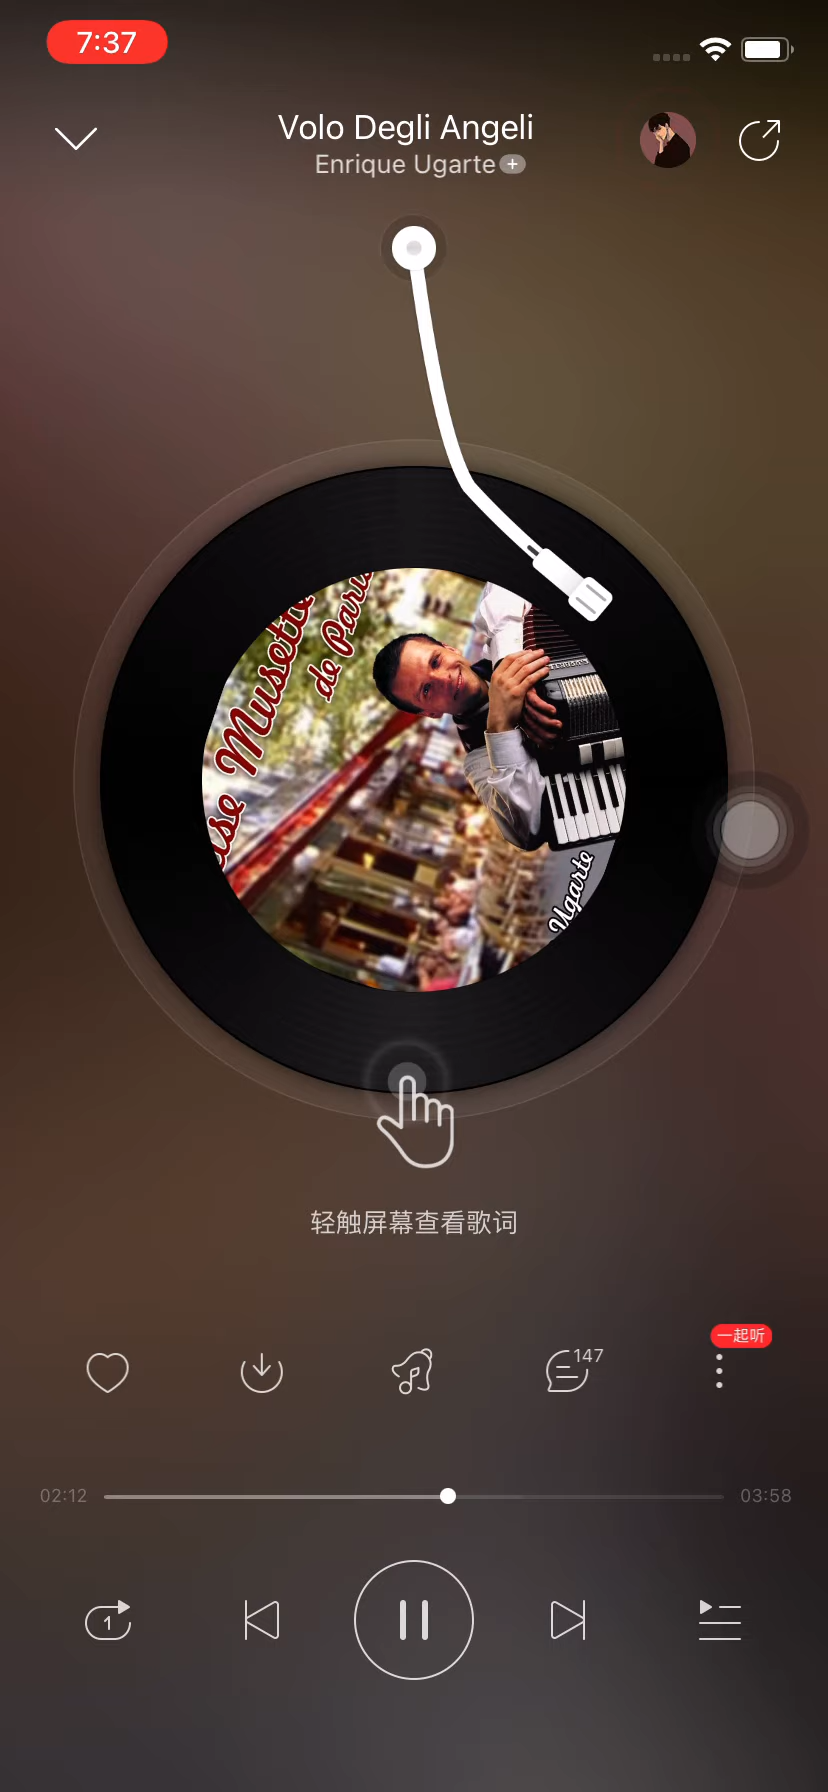 7:37
Volo Degli Angeli
Enrique Ugarte
Musette
de Paris
Ugarte
轻触屏幕查看歌词
147
一起听
02:12
03:58
1